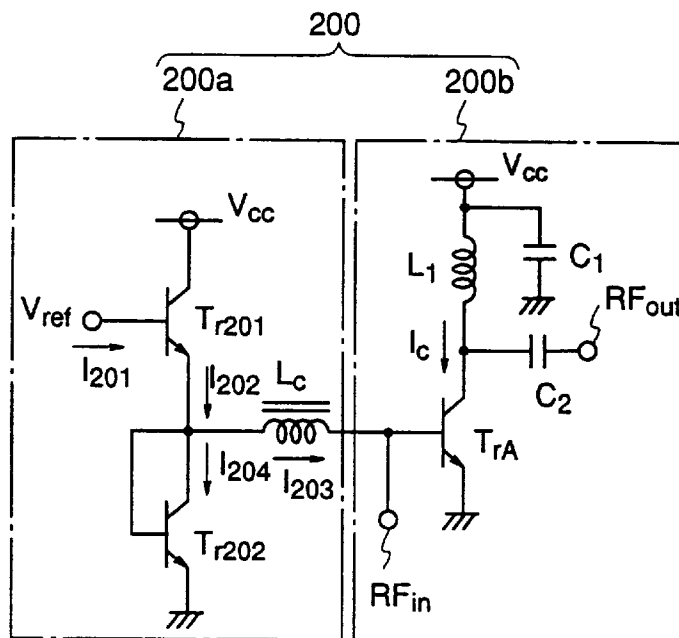 200
200a
200b
Vcc
Vcc
L1
C1
Vref
Tr201
RFout
I201
I202
Lc
Ic
C2
I204
I203
TrA
Tr202
RFin